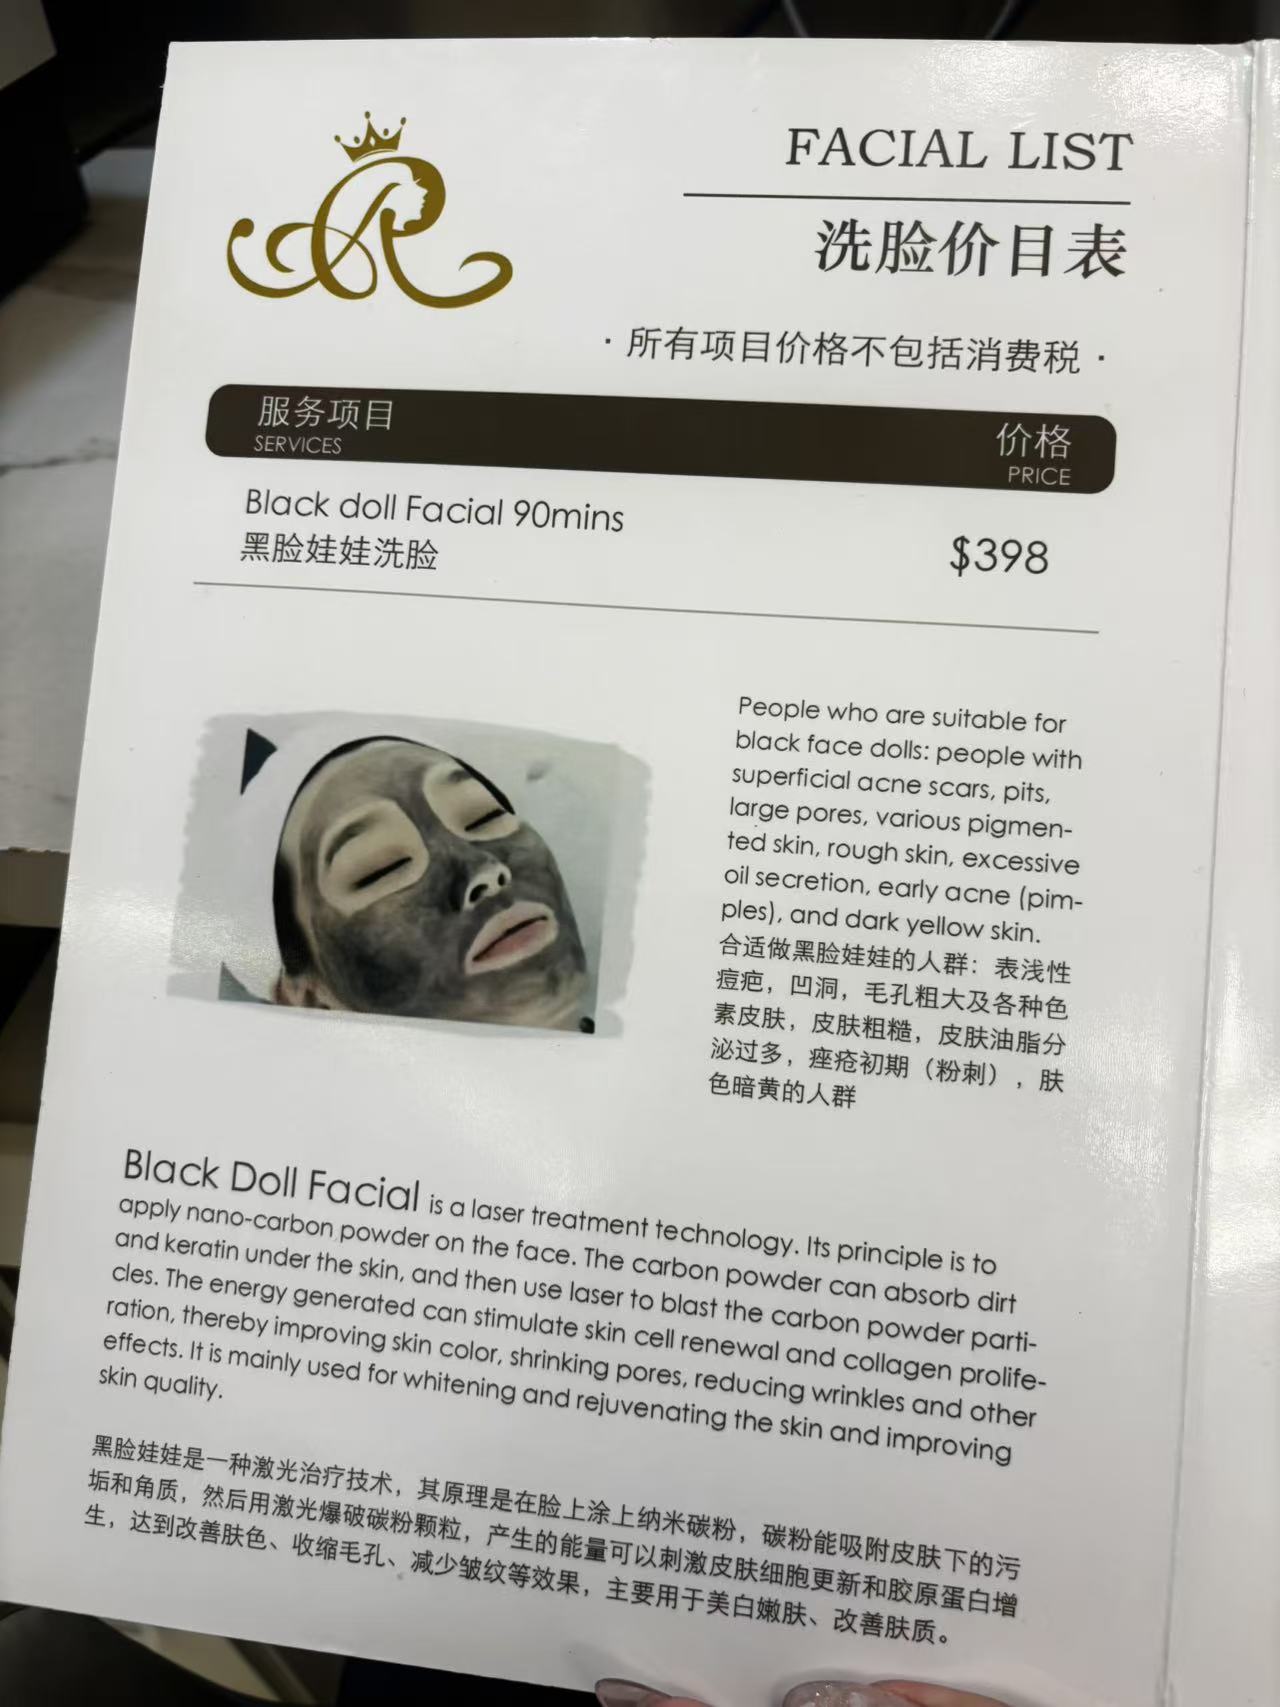 FACIAL LIST
洗脸价目表
·所有项目价格不包括消费税·
服务项目
SERVICES
价格
PRICE
Black doll Facial 90mins
黑脸娃娃洗脸
$398
People who are suitable for
black face dolls: people with
superficial acne scars, pits,
large pores, various pigmen-
ted skin, rough skin, excessive
oil secretion, early acne (pim-
ples), and dark yellow skin.
合适做黑脸娃娃的人群：表浅性
痘疤，凹洞，毛孔粗大及各种色
素皮肤，皮肤粗糙，皮肤油脂分
泌过多，痤疮初期（粉刺），肤
色暗黄的人群
Black Doll Facial is a laser treatment technology. Its principle is to
apply nano-carbon powder on the face. The carbon powder can absorb dirt
and keratin under the skin, and then use laser to blast the carbon powder parti-
cles. The energy generated can stimulate skin cell renewal and collagen prolife-
ration, thereby improving skin color, shrinking pores, reducing wrinkles and other
effects. It is mainly used for whitening and rejuvenating the skin and improving
skin quality.
黑脸娃娃是一种激光治疗技术，其原理是在脸上涂上纳米碳粉，碳粉能吸附皮肤下的污
垢和角质，然后用激光爆破碳粉颗粒，产生的能量可以刺激皮肤细胞更新和胶原蛋白增
生，达到改善肤色、收缩毛孔、减少皱纹等效果，主要用于美白嫩肤、改善肤质。